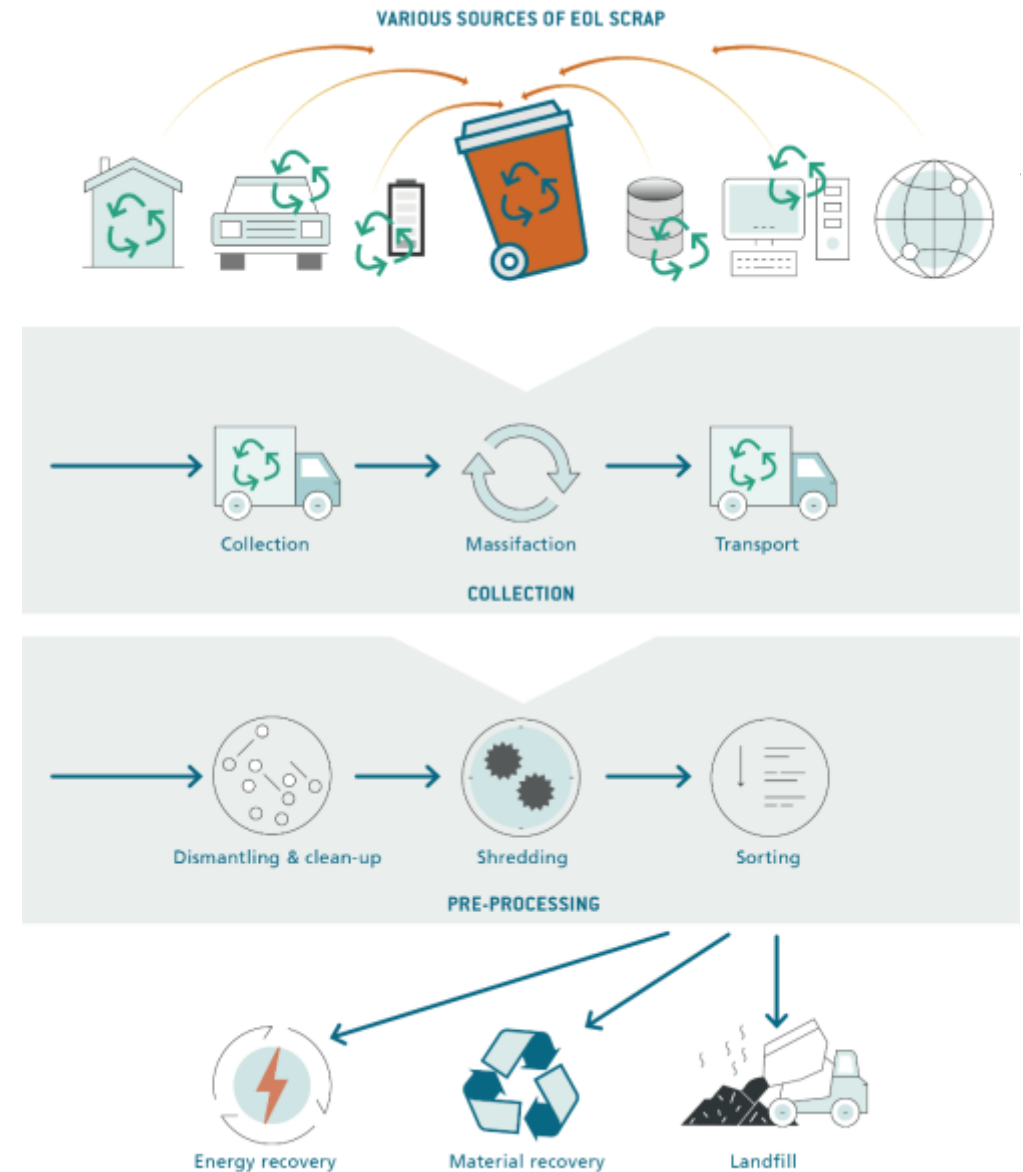 VARIOUS SOURCES OF EOL SCRAP
Collection
Massifaction
Transport
COLLECTION
Dismantling & clean-up
Shredding
Sorting
PRE-PROCESSING
Energy recovery
Material recovery
Landfill